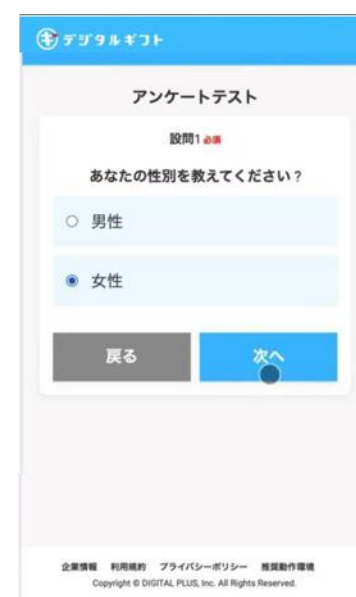 デジタルギフト
アンケートテスト
設問1 必須
あなたの性別を教えてください?
男性
女性
戻る
次へ
企業情報 利用規約 プライバシーポリシー 推奨動作環境
Copyright © DIGITAL PLUS, Inc. All Rights Reserved.